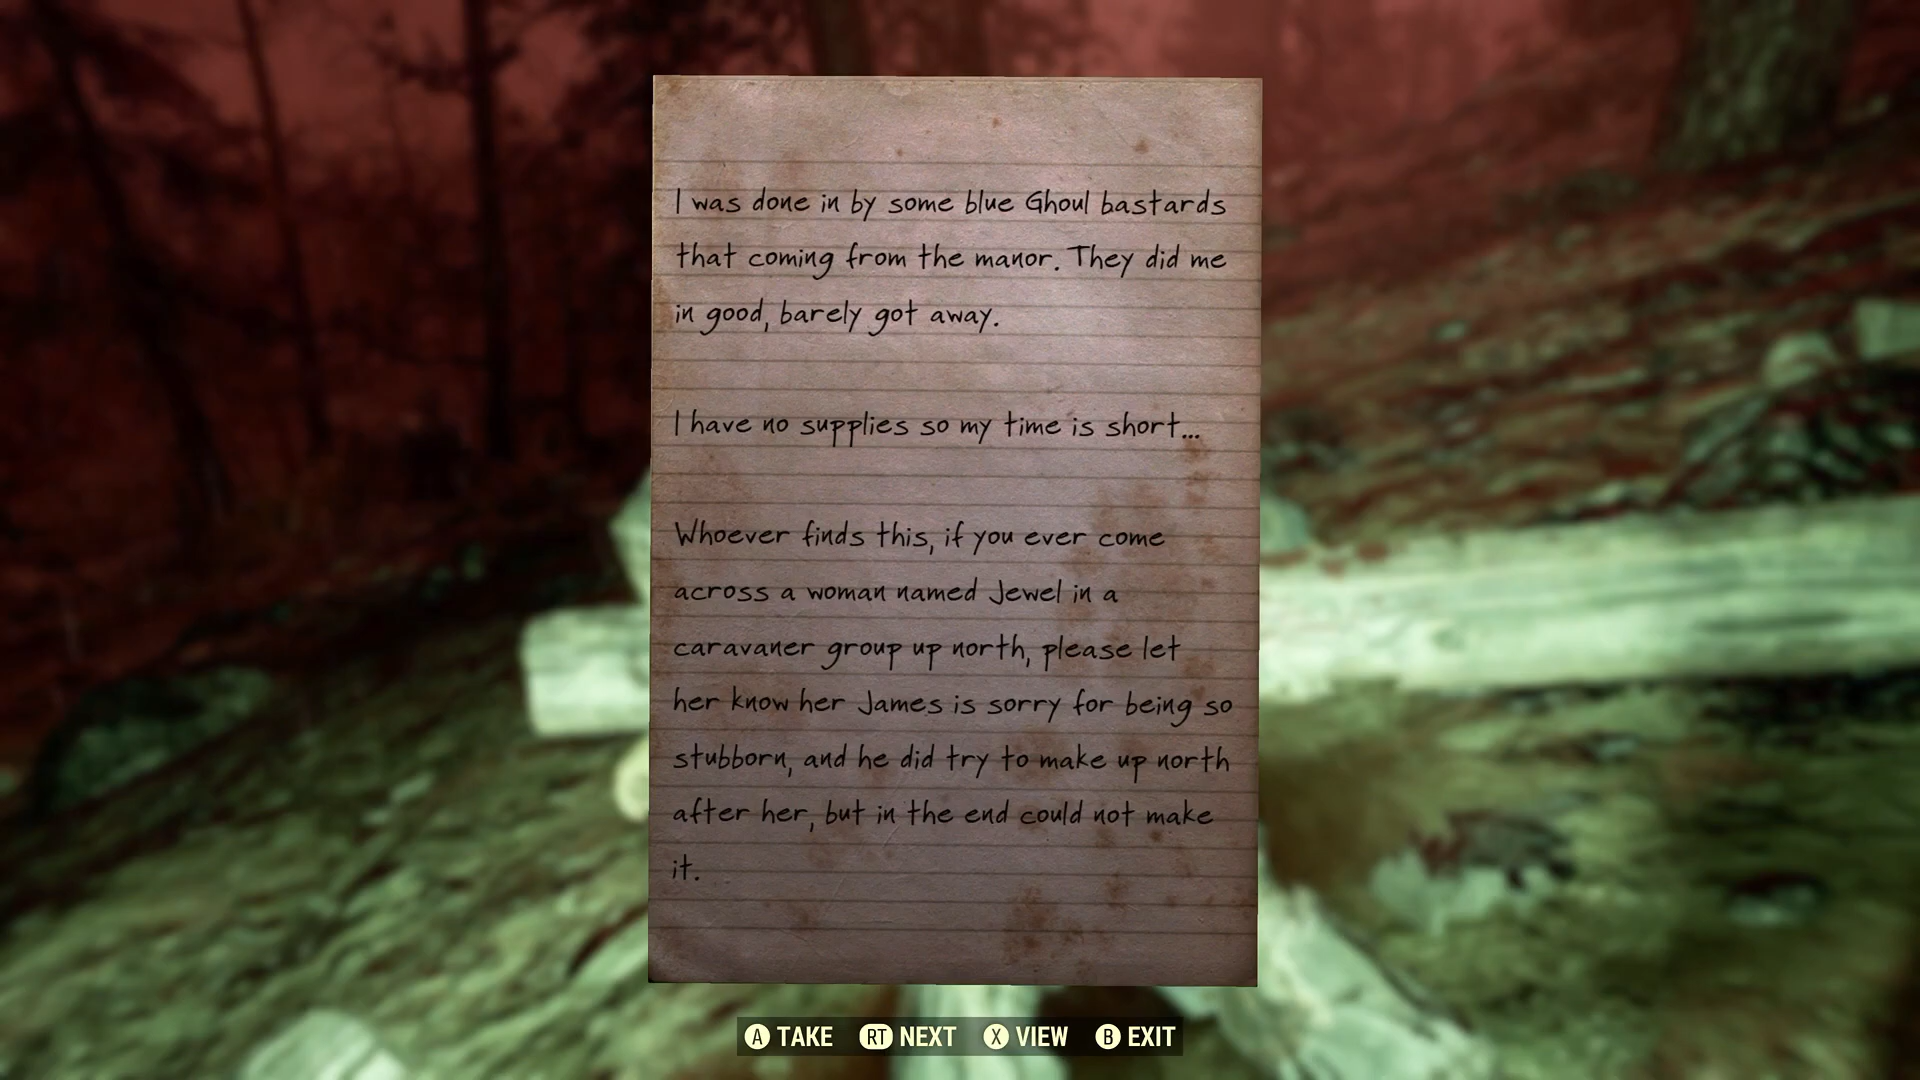 I was done in by some blue Ghoul bastards
that coming from the manor. They did me
in good, barely got away.
I have no supplies so my time is short...
Whoever finds this, if you ever come
across a woman named Jewel in a
caravaner group up north, please let
her know her James is sorry for being so
stubborn, and he did try to make up north
after her, but in the end could not make
it.
A TAKE RT NEXT X VIEW B EXIT